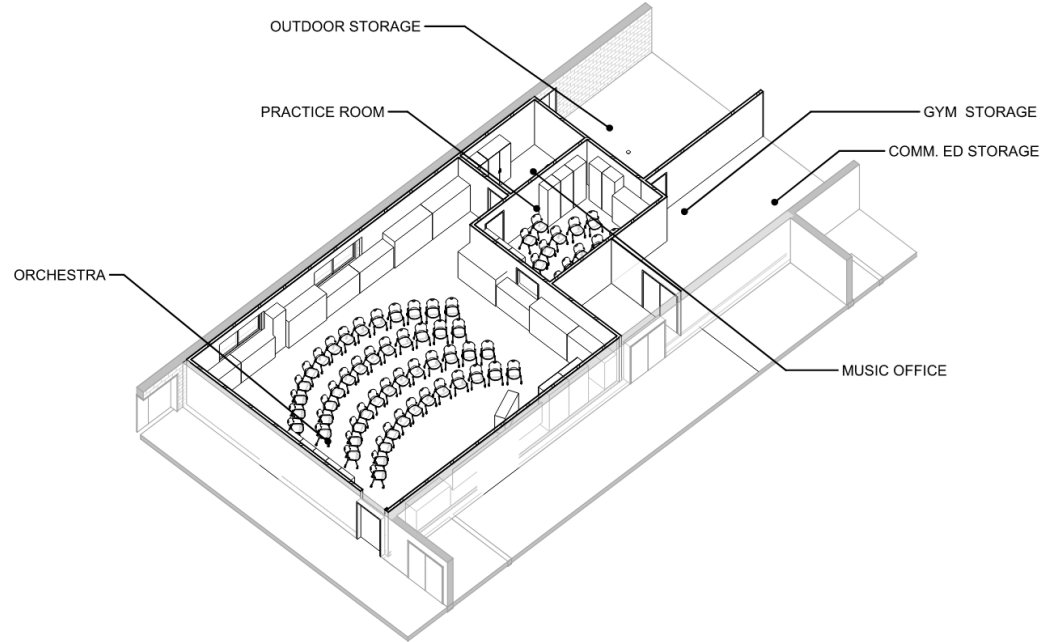 OUTDOOR STORAGE
PRACTICE ROOM
GYM  STORAGE
COMM. ED STORAGE
ORCHESTRA
MUSIC OFFICE